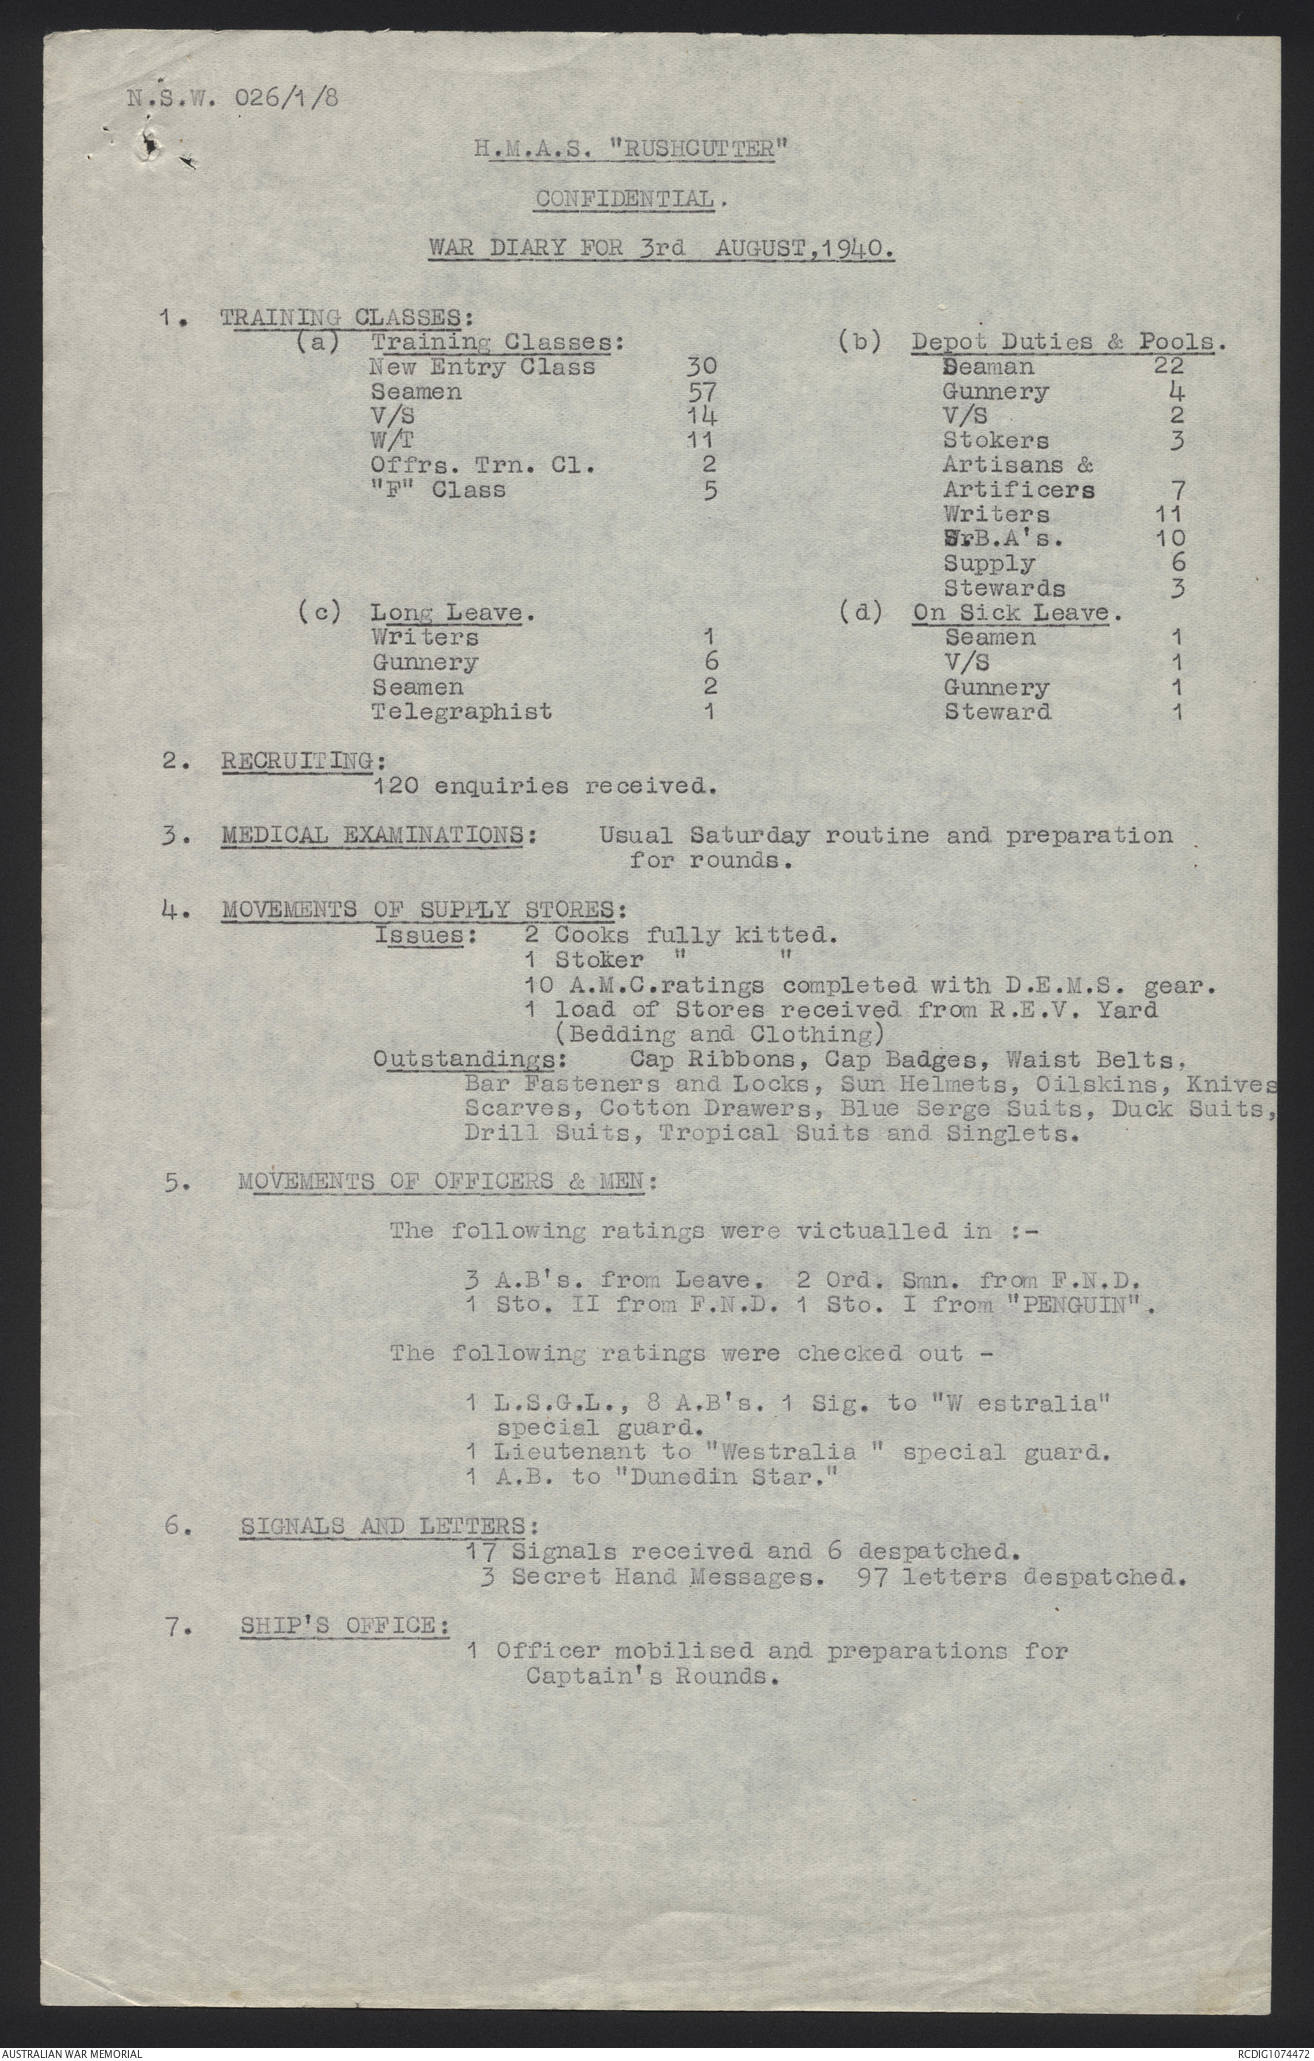 N.S.W. 026/1/8
H.M.A.S. "RUSHCUTTER"
CONFIDENTIAL.
WAR DIARY FOR 3rd AUGUST,1940.
1. TRAINING CLASSES:
(a) Training Classes: (b) Depot Duties & Pools.
New Entry Class 30 Seaman 22
Seamen 57 Gunnery 4
V/S 14 V/S 2
W/T 11 Stokers 3
Offrs. Trn. Cl. 2 Artisans &
"F" Class 5 Artificers 7
Writers 11
S.B.A's. 10
Supply 6
Stewards 3
(c) Long Leave. (d) On Sick Leave.
Writers 1 Seamen 1
Gunnery 6 V/S 1
Seamen 2 Gunnery 1
Telegraphist 1 Steward 1
2. RECRUITING:
120 enquiries received.
3. MEDICAL EXAMINATIONS: Usual Saturday routine and preparation
for rounds.
4. MOVEMENTS OF SUPPLY STORES:
Issues: 2 Cooks fully kitted.
1 Stoker " "
10 A.M.C.ratings completed with D.E.M.S. gear.
1 load of Stores received from R.E.V. Yard
(Bedding and Clothing)
Outstandings: Cap Ribbons, Cap Badges, Waist Belts,
Bar Fasteners and Locks, Sun Helmets, Oilskins, Knives
Scarves, Cotton Drawers, Blue Serge Suits, Duck Suits,
Drill Suits, Tropical Suits and Singlets.
5. MOVEMENTS OF OFFICERS & MEN:
The following ratings were victualled in :-
3 A.B's. from Leave. 2 Ord. Smn. from F.N.D.
1 Sto. II from F.N.D. 1 Sto. I from "PENGUIN".
The following ratings were checked out -
1 L.S.G.L., 8 A.B's. 1 Sig. to "W estralia"
special guard.
1 Lieutenant to "Westralia " special guard.
1 A.B. to "Dunedin Star."
6. SIGNALS AND LETTERS:
17 Signals received and 6 despatched.
3 Secret Hand Messages. 97 letters despatched.
7. SHIP'S OFFICE:
1 Officer mobilised and preparations for
Captain's Rounds.
AUSTRALIAN WAR MEMORIAL RCDIG1074472